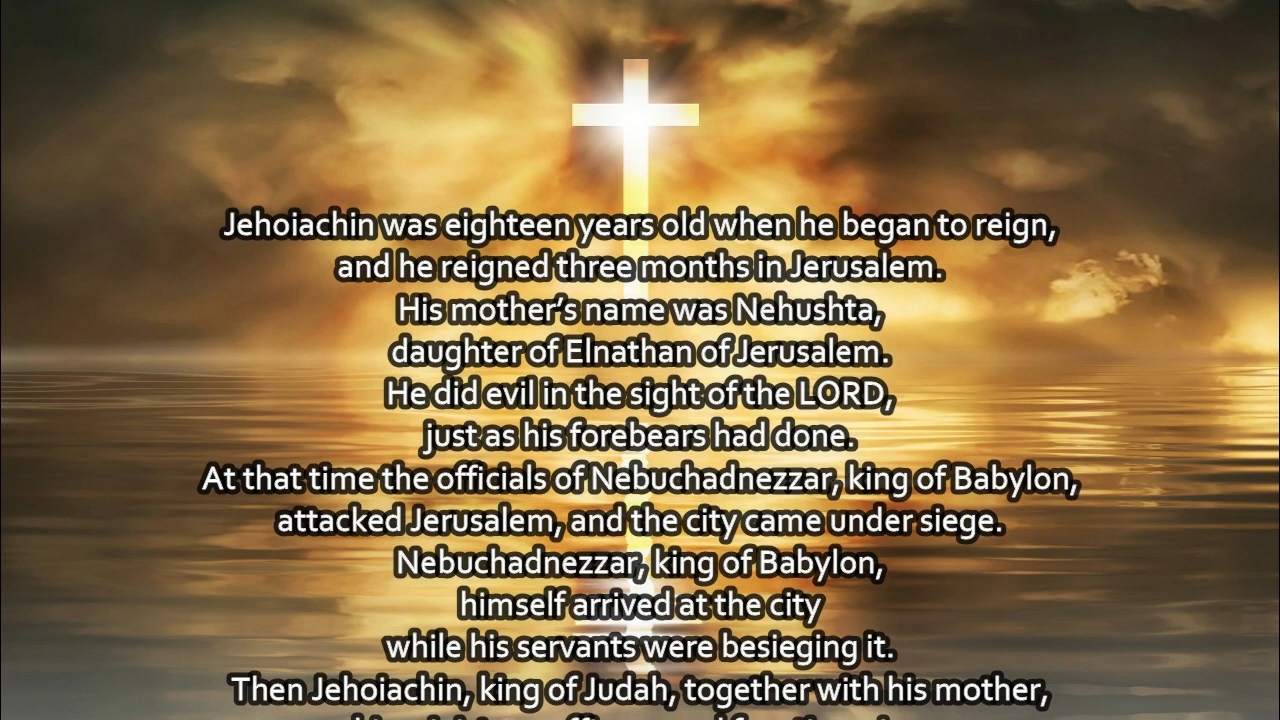 Jehoiachin was eighteen years old when he began to reign,
and he reigned three months in Jerusalem.
His mother’s name was Nehushta,
daughter of Elnathan of Jerusalem.
He did evil in the sight of the LORD,
just as his forebears had done.
At that time the officials of Nebuchadnezzar, king of Babylon,
attacked Jerusalem, and the city came under siege.
Nebuchadnezzar, king of Babylon,
himself arrived at the city
while his servants were besieging it.
Then Jehoiachin, king of Judah, together with his mother,